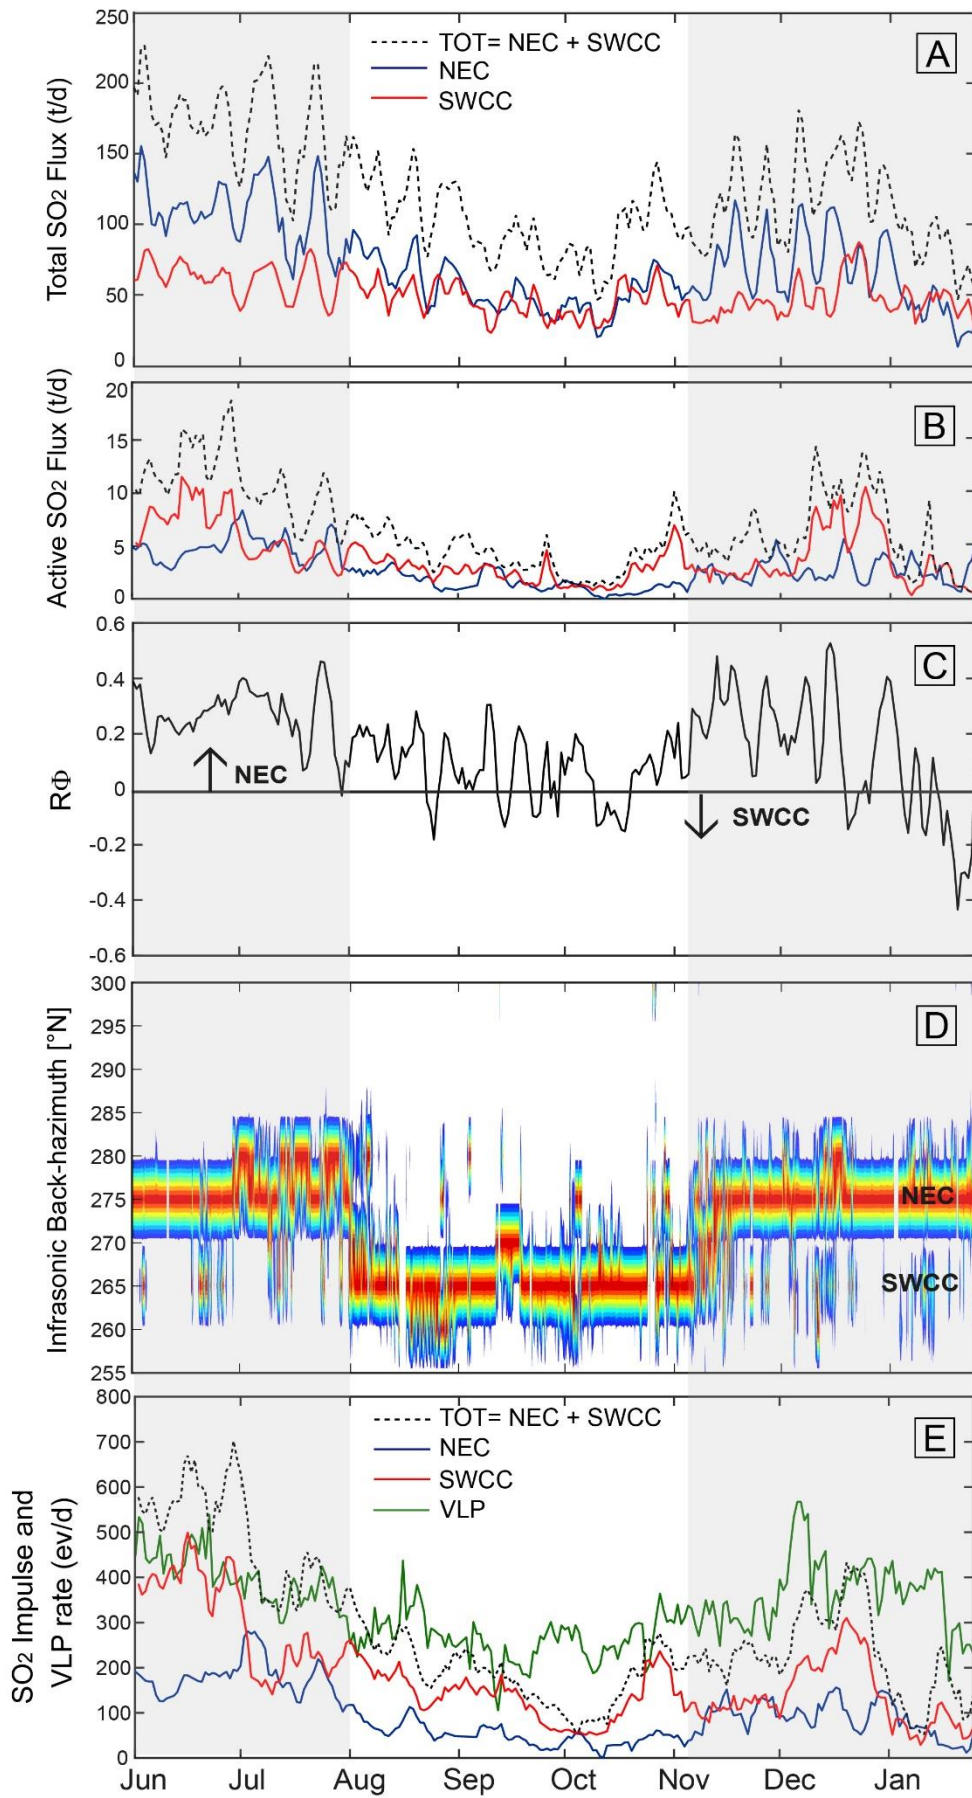 250
200
150
100
50
0
Total SO2 Flux (t/d)
TOT= NEC + SWCC
NEC
SWCC
A
20
15
10
5
0
Active SO2 Flux (t/d)
B
0.6
0.4
0.2
0
-0.2
-0.4
-0.6
RΦ
NEC
SWCC
C
300
295
290
285
280
275
270
265
260
255
Infrasonic Back-hazimuth [°N]
D
NEC
SWCC
800
700
600
500
400
300
200
100
0
SO2 Impulse and
VLP rate (ev/d)
TOT= NEC + SWCC
NEC
SWCC
VLP
E
Jun Jul Aug Sep Oct Nov Dec Jan